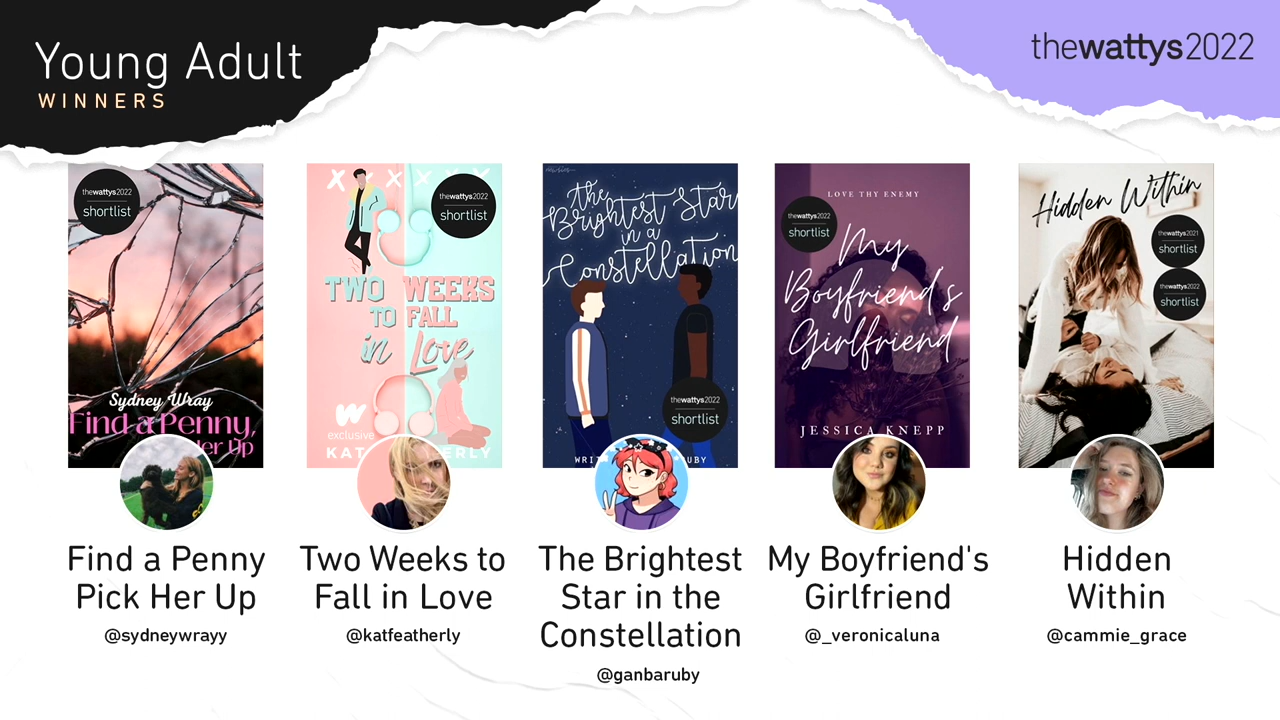 Young Adult
WINNERS
thewattys2022
thewattys2022
shortlist
Sydney Wray
Find a Penny,
Her Up
X X X X X X
thewattys2022
shortlist
TWO WEEKS
TO FALL
in Love
W
exclusive
the
Brightest Star
in a
Constellation
thewattys2022
shortlist
LOVE THY ENEMY
thewattys2022
shortlist
My
Boyfriend's
Girlfriend
JESSICA KNEPP
Hidden Within
thewattys2021
shortlist
thewattys2022
shortlist
Find a Penny
Pick Her Up
@sydneywrayy
Two Weeks to
Fall in Love
@katfeatherly
The Brightest
Star in the
Constellation
@ganbaruby
My Boyfriend's
Girlfriend
@_veronicaluna
Hidden
Within
@cammie_grace